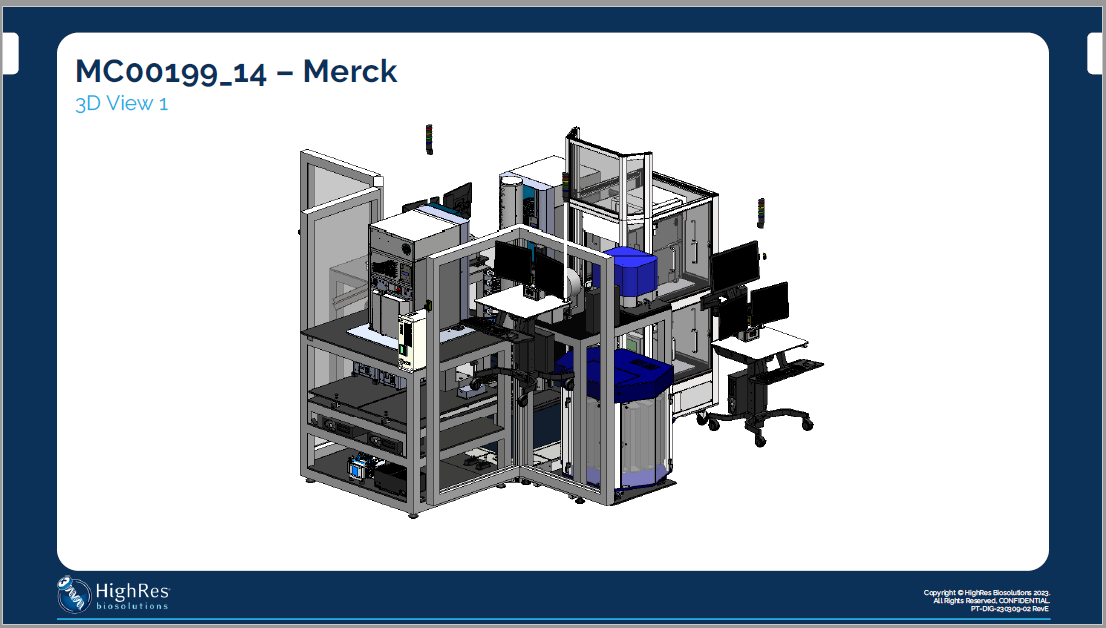 MC00199_14 – Merck
3D View 1
HighRes
biosolutions
Copyright © HighRes Biosolutions 2023.
All Rights Reserved, CONFIDENTIAL.
PT-DIG-230309-02 RevE